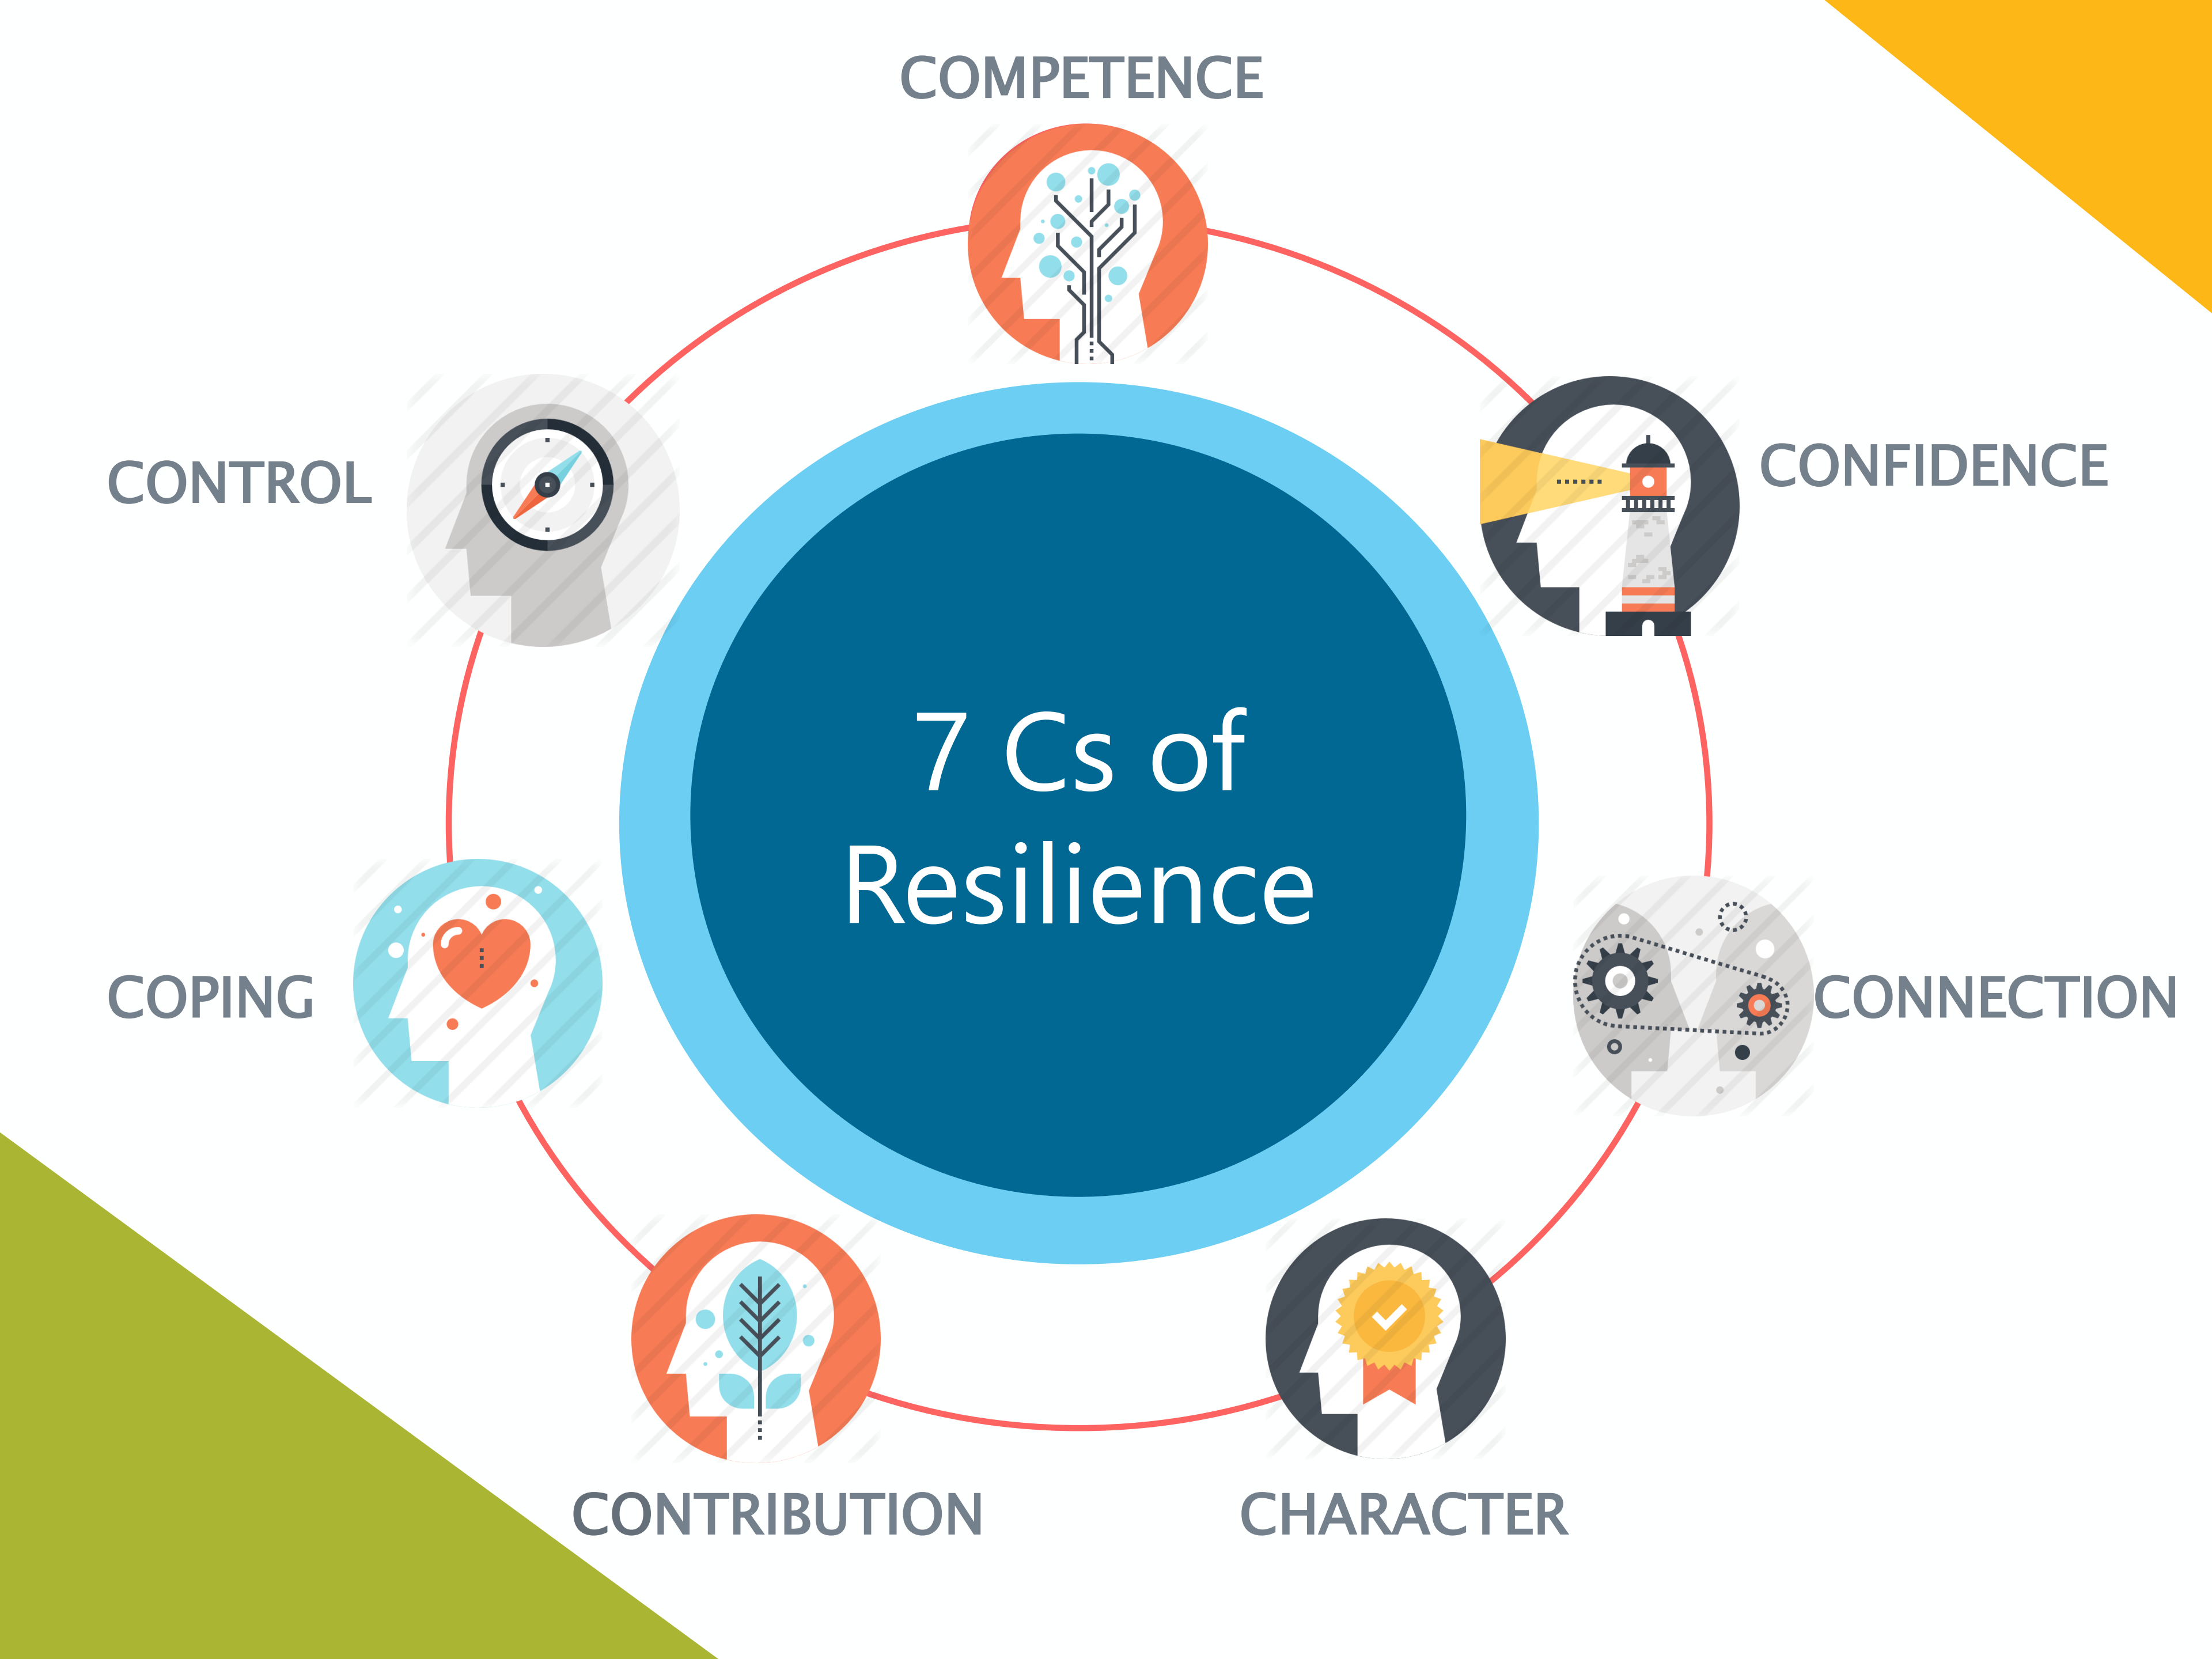 COMPETENCE
CONTROL
CONFIDENCE
7 Cs of
Resilience
COPING
CONNECTION
CONTRIBUTION
CHARACTER